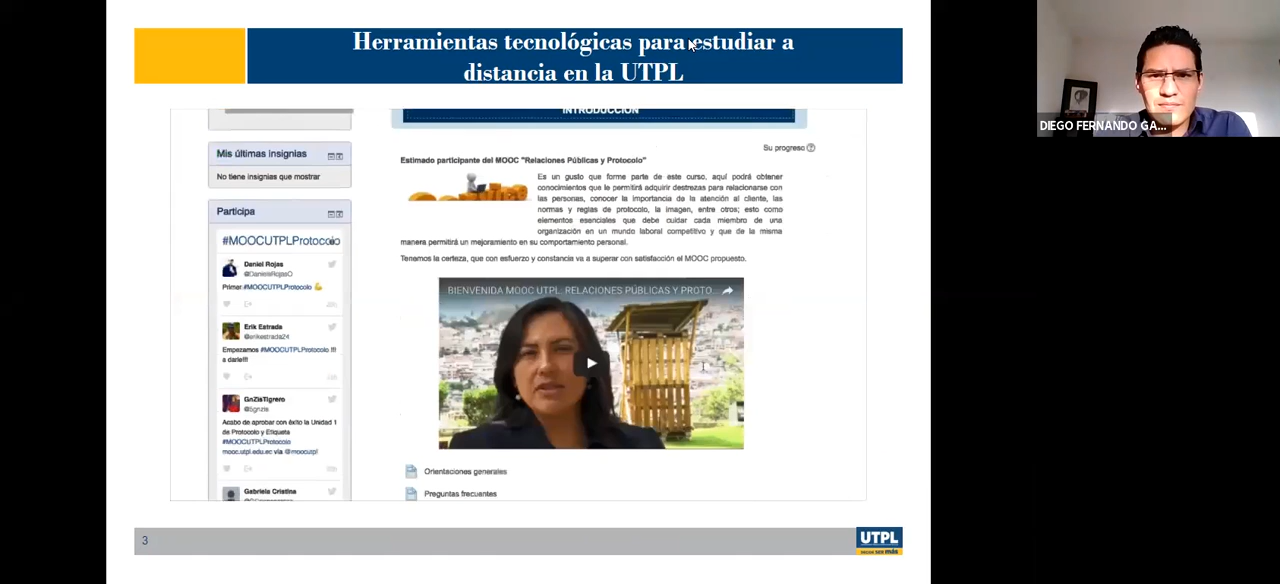 Herramientas tecnológicas para estudiar a
distancia en la UTPL
INTRODUCCIÓN
Su progreso
Mis últimas insignias
No tiene insignias que mostrar
Participa
#MOOCUTPLProtocolo
Daniel Rojas
@DanielsRojasO
Primer #MOOCUTPLProtocolo
Erik Estrada
@erikestrada24
Empezamos #MOOCUTPLProtocolo !!!
a darle!!!
GnZisTigrero
@tignzis
Acabo de aprobar con éxito la Unidad 1
de Protocolo y Etiqueta
#MOOCUTPLProtocolo
mooc.utpl.edu.ec vía @moocutpl
Gabriela Cristina
Estimado participante del MOOC "Relaciones Públicas y Protocolo"
Es un gusto que forme parte de este curso, aquí podrá obtener
conocimientos que le permitirá adquirir destrezas para relacionarse con
las personas, conocer la importancia de la atención al cliente, las
normas y reglas de protocolo, la imagen, entre otros; esto como
elementos esenciales que debe cuidar cada miembro de una
organización en un mundo laboral competitivo y que de la misma
manera permitirá un mejoramiento en su comportamiento personal.
Tenemos la certeza, que con esfuerzo y constancia va a superar con satisfacción el MOOC propuesto.
BIENVENIDA MOOC UTPL: RELACIONES PÚBLICAS Y PROTO...
Orientaciones generales
Preguntas frecuentes
3
UTPL
DIEGO FERNANDO GA...